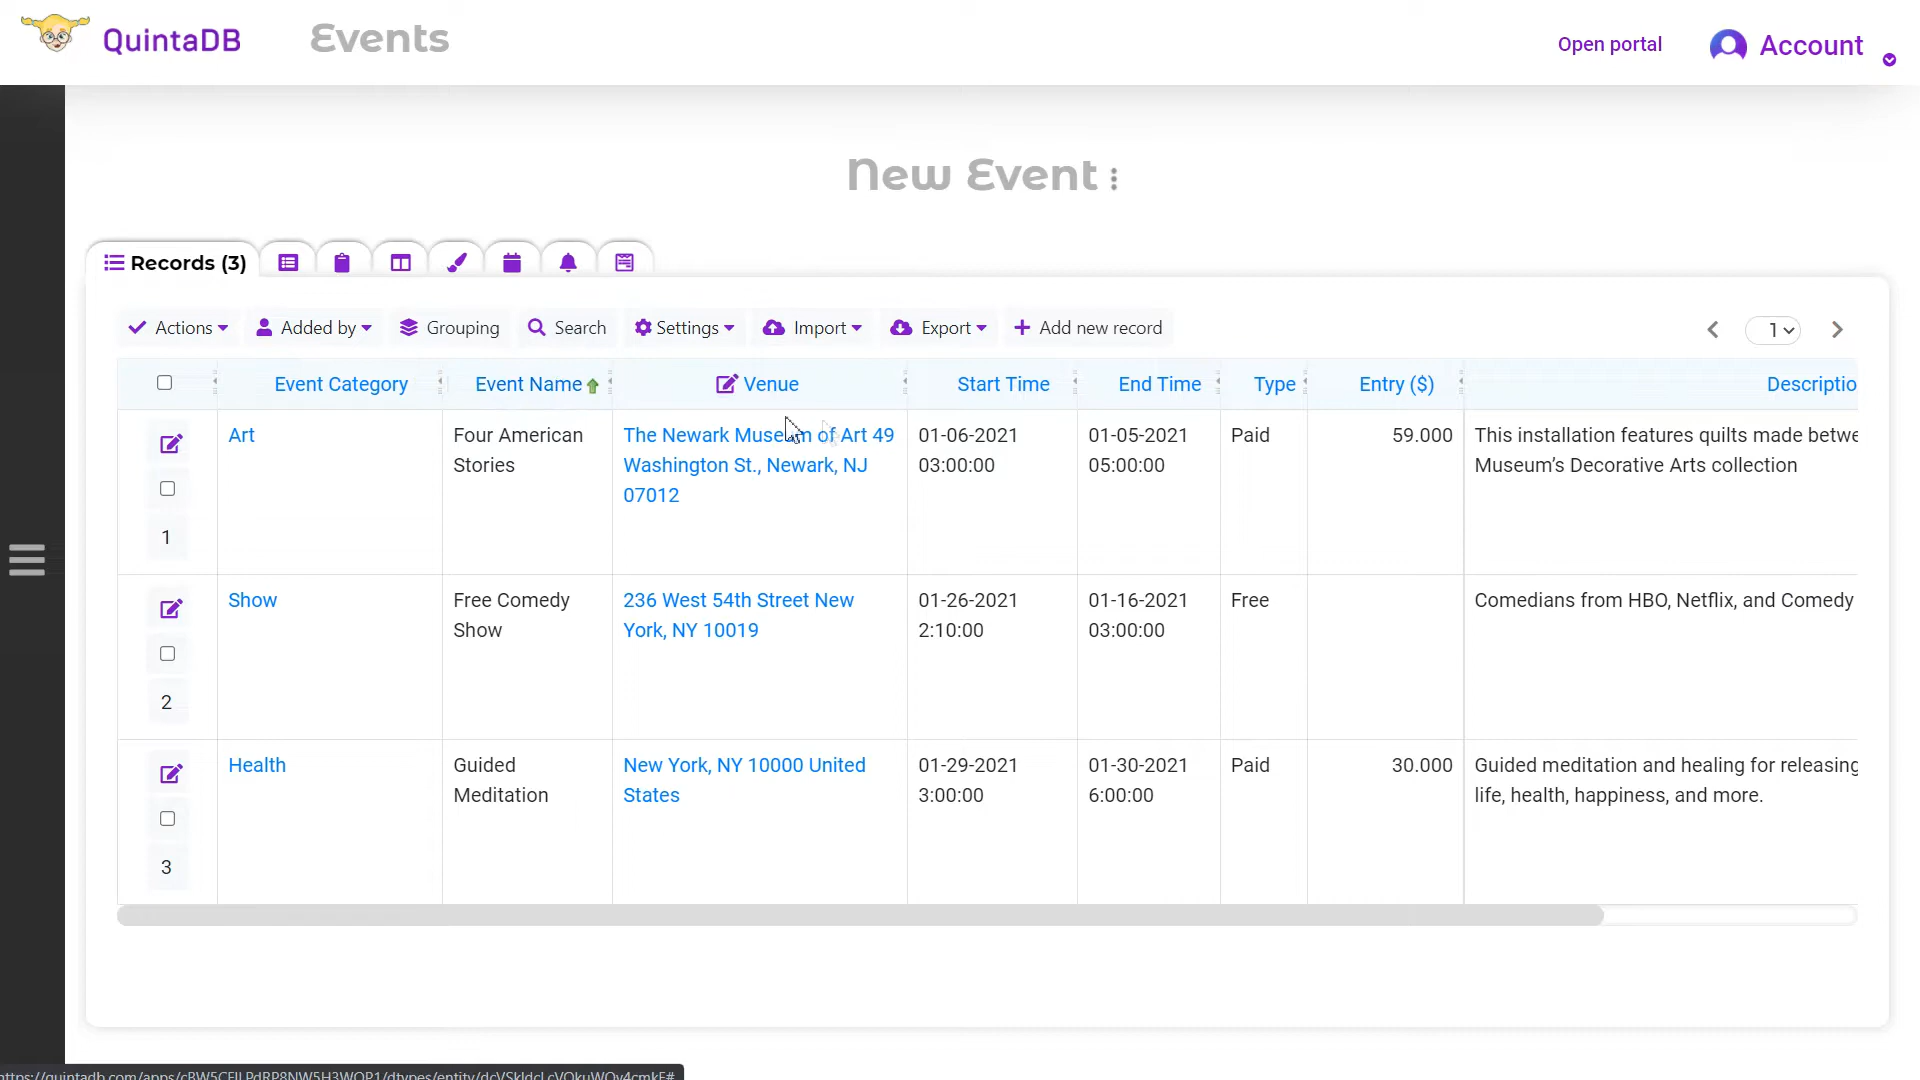 QuintaDB
Events
Open portal
Account
New Event
Records (3)
Actions
Added by
Grouping
Search
Settings
Import
Export
Add new record
1
Event Category
Event Name
Venue
Start Time
End Time
Type
Entry ($)
Descriptio
Art
Four American
Stories
The Newark Museum of Art 49
Washington St., Newark, NJ
07012
01-06-2021
03:00:00
01-05-2021
05:00:00
Paid
59.000
This installation features quilts made betwe
Museum’s Decorative Arts collection
1
Show
Free Comedy
Show
236 West 54th Street New
York, NY 10019
01-26-2021
2:10:00
01-16-2021
03:00:00
Free
Comedians from HBO, Netflix, and Comedy
2
Health
Guided
Meditation
New York, NY 10000 United
States
01-29-2021
3:00:00
01-30-2021
6:00:00
Paid
30.000
Guided meditation and healing for releasing
life, health, happiness, and more.
3